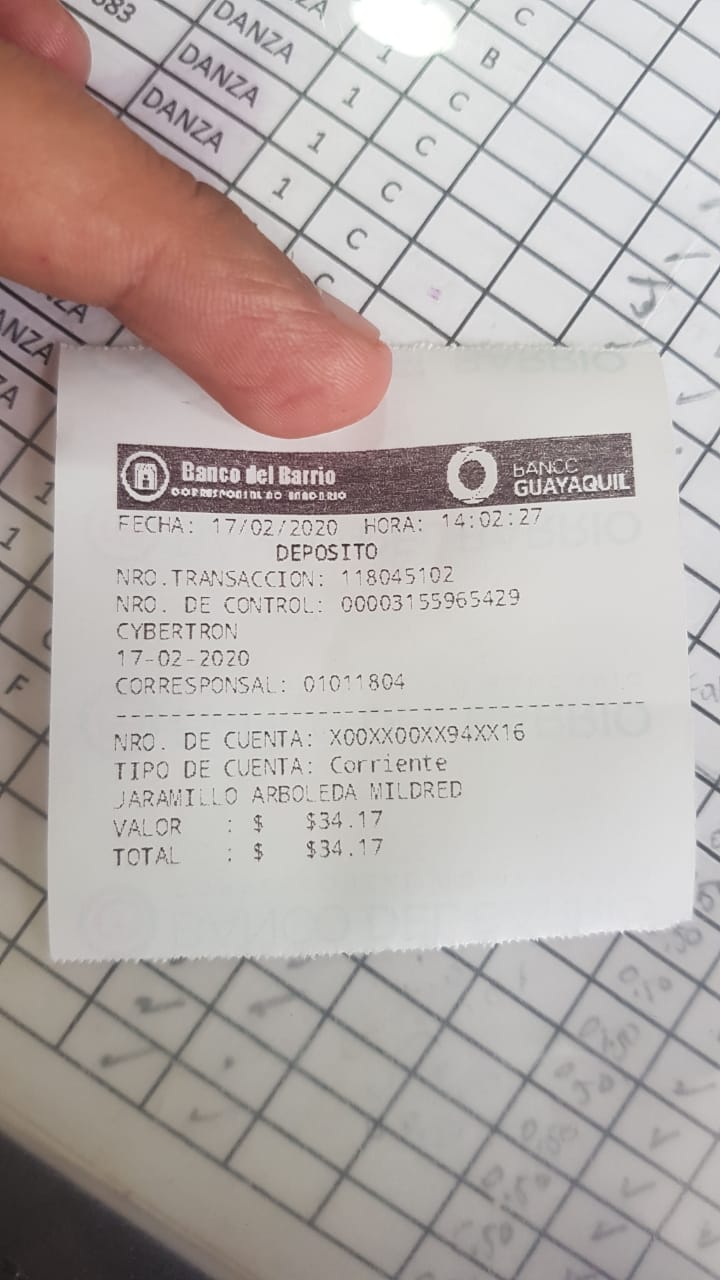 DANZA
C
DANZA
1
B
DANZA
1
C
1
C
1
C
C
C
Banco del Barrio
CORRESPONSAL NO BANCARIO
BANCO
GUAYAQUIL
FECHA: 17/02/2020 HORA: 14:02:27
DEPOSITO
NRO.TRANSACCION: 118045102
NRO. DE CONTROL: 00003155965429
CYBERTRON
17-02-2020
CORRESPONSAL: 01011804
NRO. DE CUENTA: X00XX00XX94XX16
TIPO DE CUENTA: Corriente
JARAMILLO ARBOLEDA MILDRED
VALOR : $ $34.17
TOTAL : $ $34.17
1
1
F